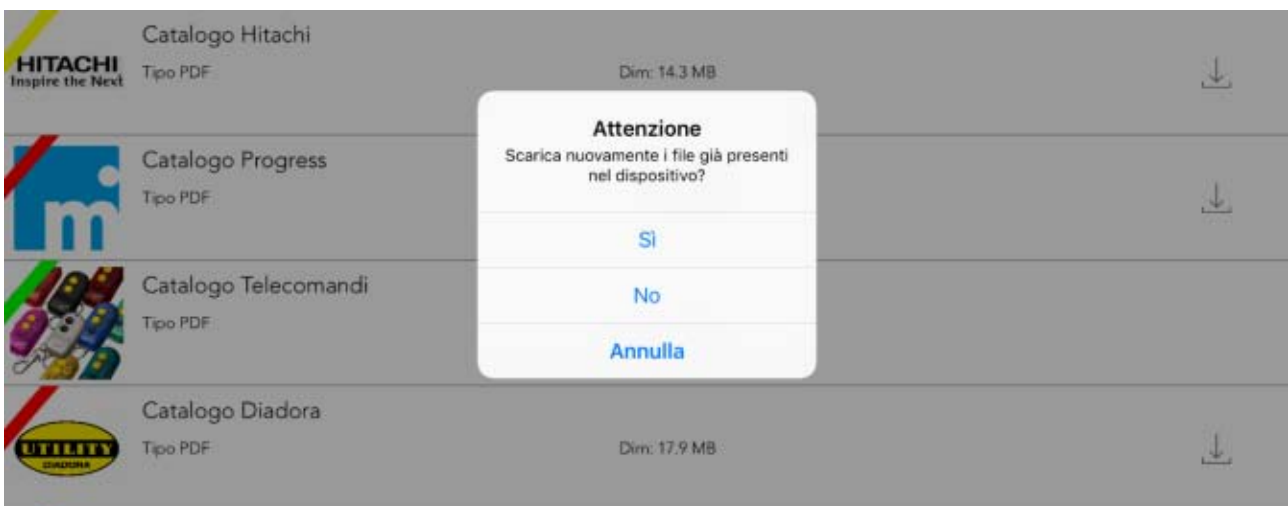 Catalogo Hitachi
HITACHI
Inspire the Next
Tipo PDF
Dim: 14.3 MB
Attenzione
Scarica nuovamente i file già presenti
nel dispositivo?
Sì
No
Annulla
Catalogo Progress
m
Tipo PDF
Catalogo Telecomandi
Tipo PDF
Catalogo Diadora
UTILITY
DIADORA
Tipo PDF
Dim: 17.9 MB